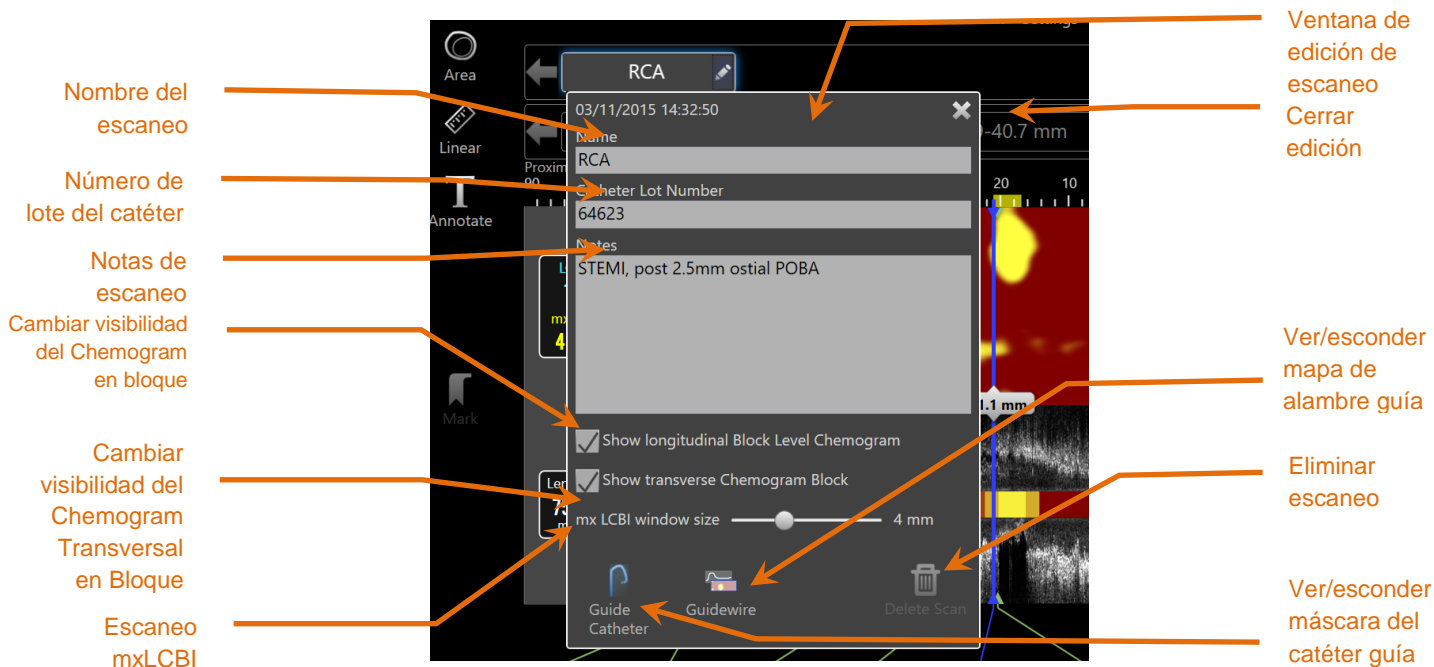 Nombre del
escaneo
Número de
lote del catéter
Notas de
escaneo
Cambiar visibilidad
del Chemogram
en bloque
Cambiar
visibilidad del
Chemogram
Transversal
en Bloque
Escaneo
mxLCBI
Area
Linear
Annotate
Mark
RCA
03/11/2015 14:32:50
Name
RCA
Catheter Lot Number
64623
Notes
STEMI, post 2.5mm ostial POBA
Show longitudinal Block Level Chemogram
Show transverse Chemogram Block
mx LCBI window size 4 mm
Guide
Catheter
Guidewire
Delete Scan
-40.7 mm
90
20 10
1.1 mm
Ventana de
edición de
escaneo
Cerrar
edición
Ver/esconder
mapa de
alambre guía
Eliminar
escaneo
Ver/esconder
máscara del
catéter guía